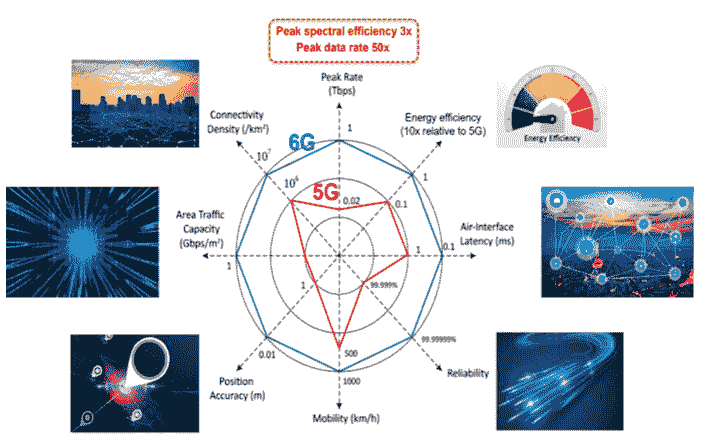 Peak spectral efficiency 3x
Peak data rate 50x
Peak Rate
(Tbps)
Connectivity
Density (/km²)
Energy efficiency
(10x relative to 5G)
Energy Efficiency
10⁷
6G
1
1
10⁶
5G
0.02
0.1
Area Traffic
Capacity
(Gbps/m²)
Air-Interface
Latency (ms)
1
1
0.1
1
99.999%
0.01
500
99.99999%
Position
Accuracy (m)
1000
Reliability
Mobility (km/h)